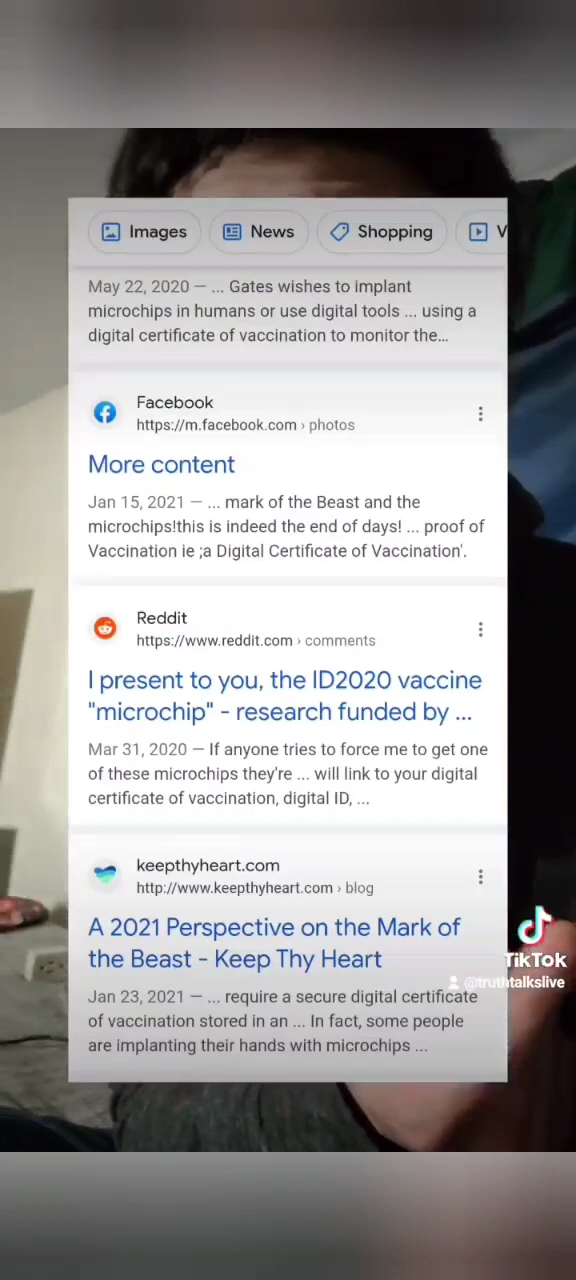 Images
News
Shopping
V
May 22, 2020 — ... Gates wishes to implant
microchips in humans or use digital tools ... using a
digital certificate of vaccination to monitor the...
Facebook
https://m.facebook.com › photos
More content
Jan 15, 2021 — ... mark of the Beast and the
microchips!this is indeed the end of days! ... proof of
Vaccination ie ;a Digital Certificate of Vaccination'.
Reddit
https://www.reddit.com › comments
I present to you, the ID2020 vaccine
"microchip" - research funded by ...
Mar 31, 2020 — If anyone tries to force me to get one
of these microchips they're ... will link to your digital
certificate of vaccination, digital ID, ...
keepthyheart.com
http://www.keepthyheart.com › blog
A 2021 Perspective on the Mark of
the Beast - Keep Thy Heart
Jan 23, 2021 — ... require a secure digital certificate
of vaccination stored in an ... In fact, some people
are implanting their hands with microchips ...
TikTok
@truthtalkslive